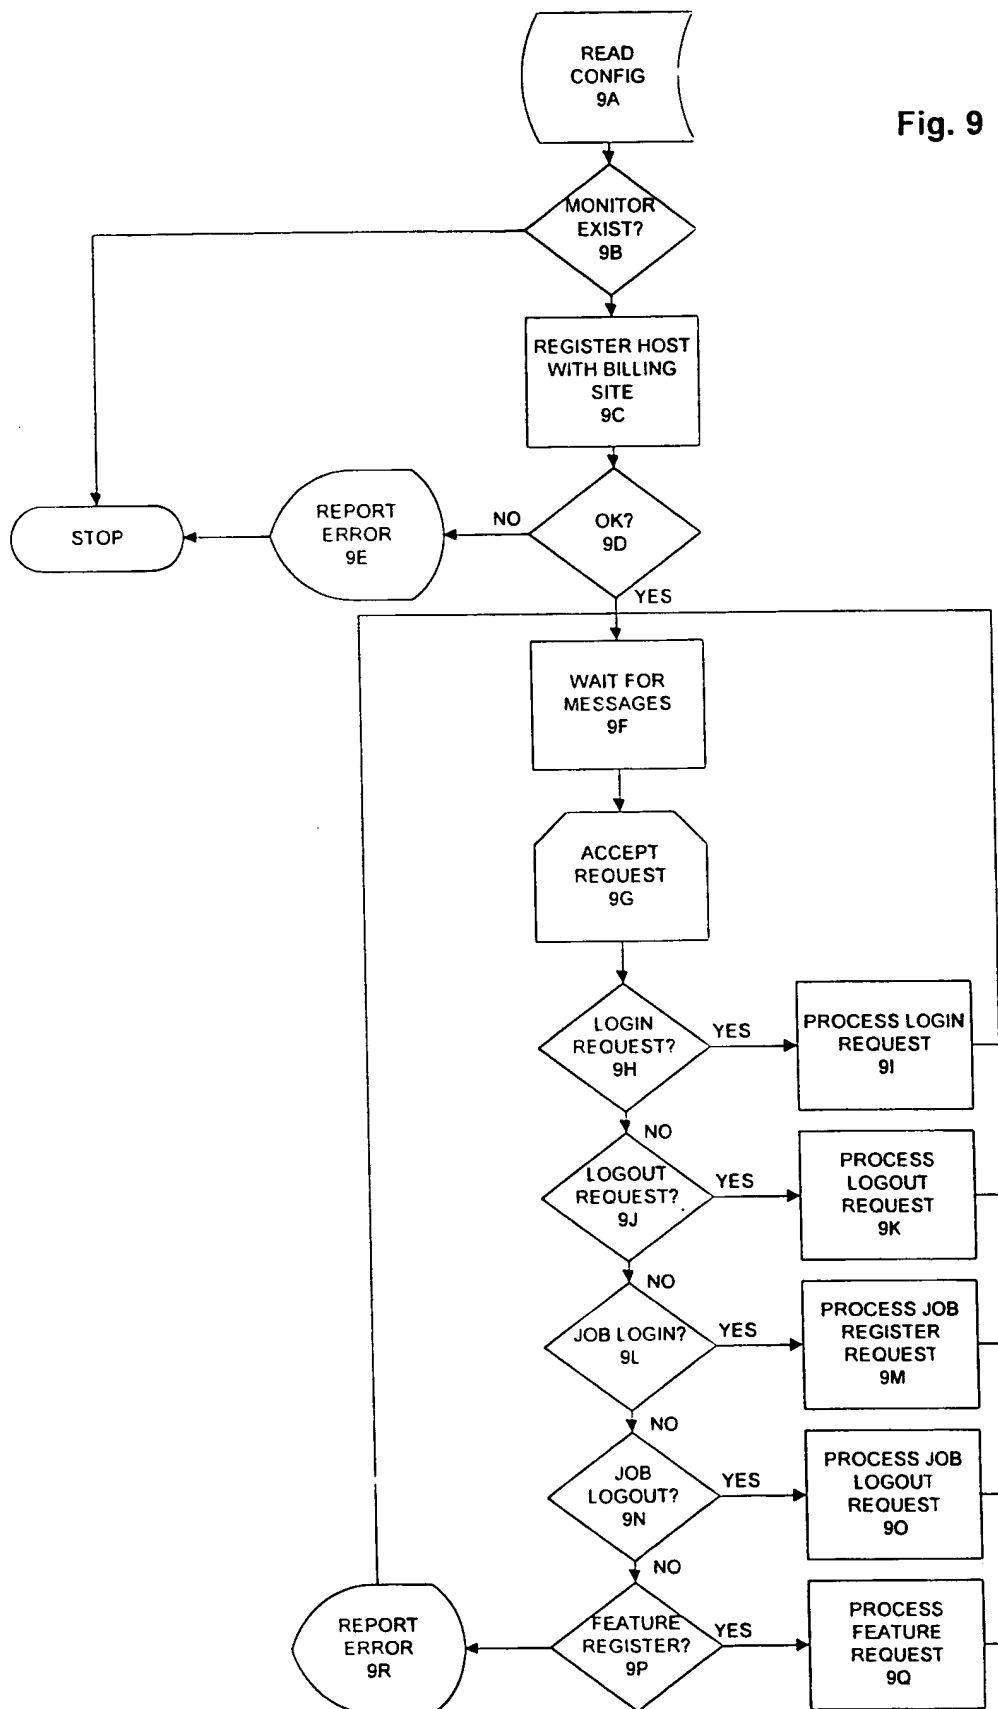 READ
CONFIG
9A
Fig. 9
MONITOR
EXIST?
9B
REGISTER HOST
WITH BILLING
SITE
9C
STOP
REPORT
ERROR
9E
NO
OK?
9D
YES
WAIT FOR
MESSAGES
9F
ACCEPT
REQUEST
9G
LOGIN
REQUEST?
9H
YES
PROCESS LOGIN
REQUEST
9I
NO
LOGOUT
REQUEST?
9J
YES
PROCESS
LOGOUT
REQUEST
9K
NO
JOB LOGIN?
9L
YES
PROCESS JOB
REGISTER
REQUEST
9M
NO
JOB
LOGOUT?
9N
YES
PROCESS JOB
LOGOUT
REQUEST
9O
NO
REPORT
ERROR
9R
FEATURE
REGISTER?
9P
YES
PROCESS
FEATURE
REQUEST
9Q